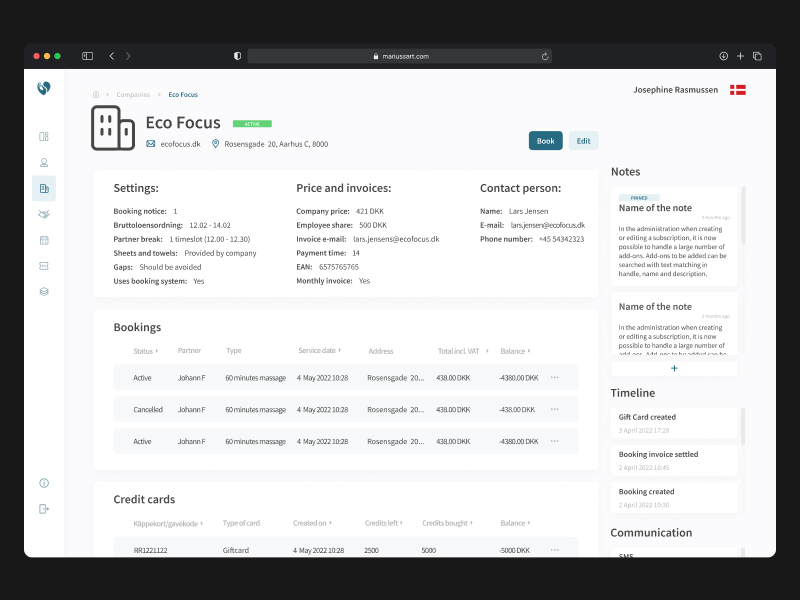 mariussart.com
Josephine Rasmussen
Companies
Eco Focus
Eco Focus
ACTIVE
ecofocus.dk
Rosensgade 20, Aarhus C, 8000
Book
Edit
Settings:
Booking notice: 1
Bruttoloensordning: 12.02 - 14.02
Partner break: 1 timeslot (12.00 - 12.30)
Sheets and towels: Provided by company
Gaps: Should be avoided
Uses booking system: Yes
Price and invoices:
Company price: 421 DKK
Employee share: 500 DKK
Invoice e-mail: lars.jensens@ecofocus.dk
Payment time: 14
EAN: 6575765765
Monthly invoice: Yes
Contact person:
Name: Lars Jensen
E-mail: lars.jensen@ecofocus.dk
Phone number: +45 54342323
Bookings
Status Partner Type Service date Address Total incl. VAT Balance
Active Johann F 60 minutes massage 4 May 2022 10:28 Rosensgade 20... 438.00 DKK -4380.00 DKK
Cancelled Johann F 60 minutes massage 4 May 2022 10:28 Rosensgade 20... 438.00 DKK -438.00 DKK
Active Johann F 60 minutes massage 4 May 2022 10:28 Rosensgade 20... 438.00 DKK -4380.00 DKK
Credit cards
Klippekort/gavekode Type of card Created on Credits left Credits bought Balance
RR1221122 Giftcard 4 May 2022 10:28 2500 5000 -5000 DKK
Notes
PINNED
Name of the note
2 months ago
In the administration when creating
or editing a subscription, it is now
possible to handle a large number of
add-ons. Add-ons to be added can be
searched with text matching in
handle, name and description.
Name of the note
2 months ago
In the administration when creating
or editing a subscription, it is now
possible to handle a large number of
add-ons. Add-ons to be added can be
+
Timeline
Gift Card created
3 April 2022 17:28
Booking invoice settled
2 April 2022 10:45
Booking created
2 April 2022 10:30
Communication
SMS